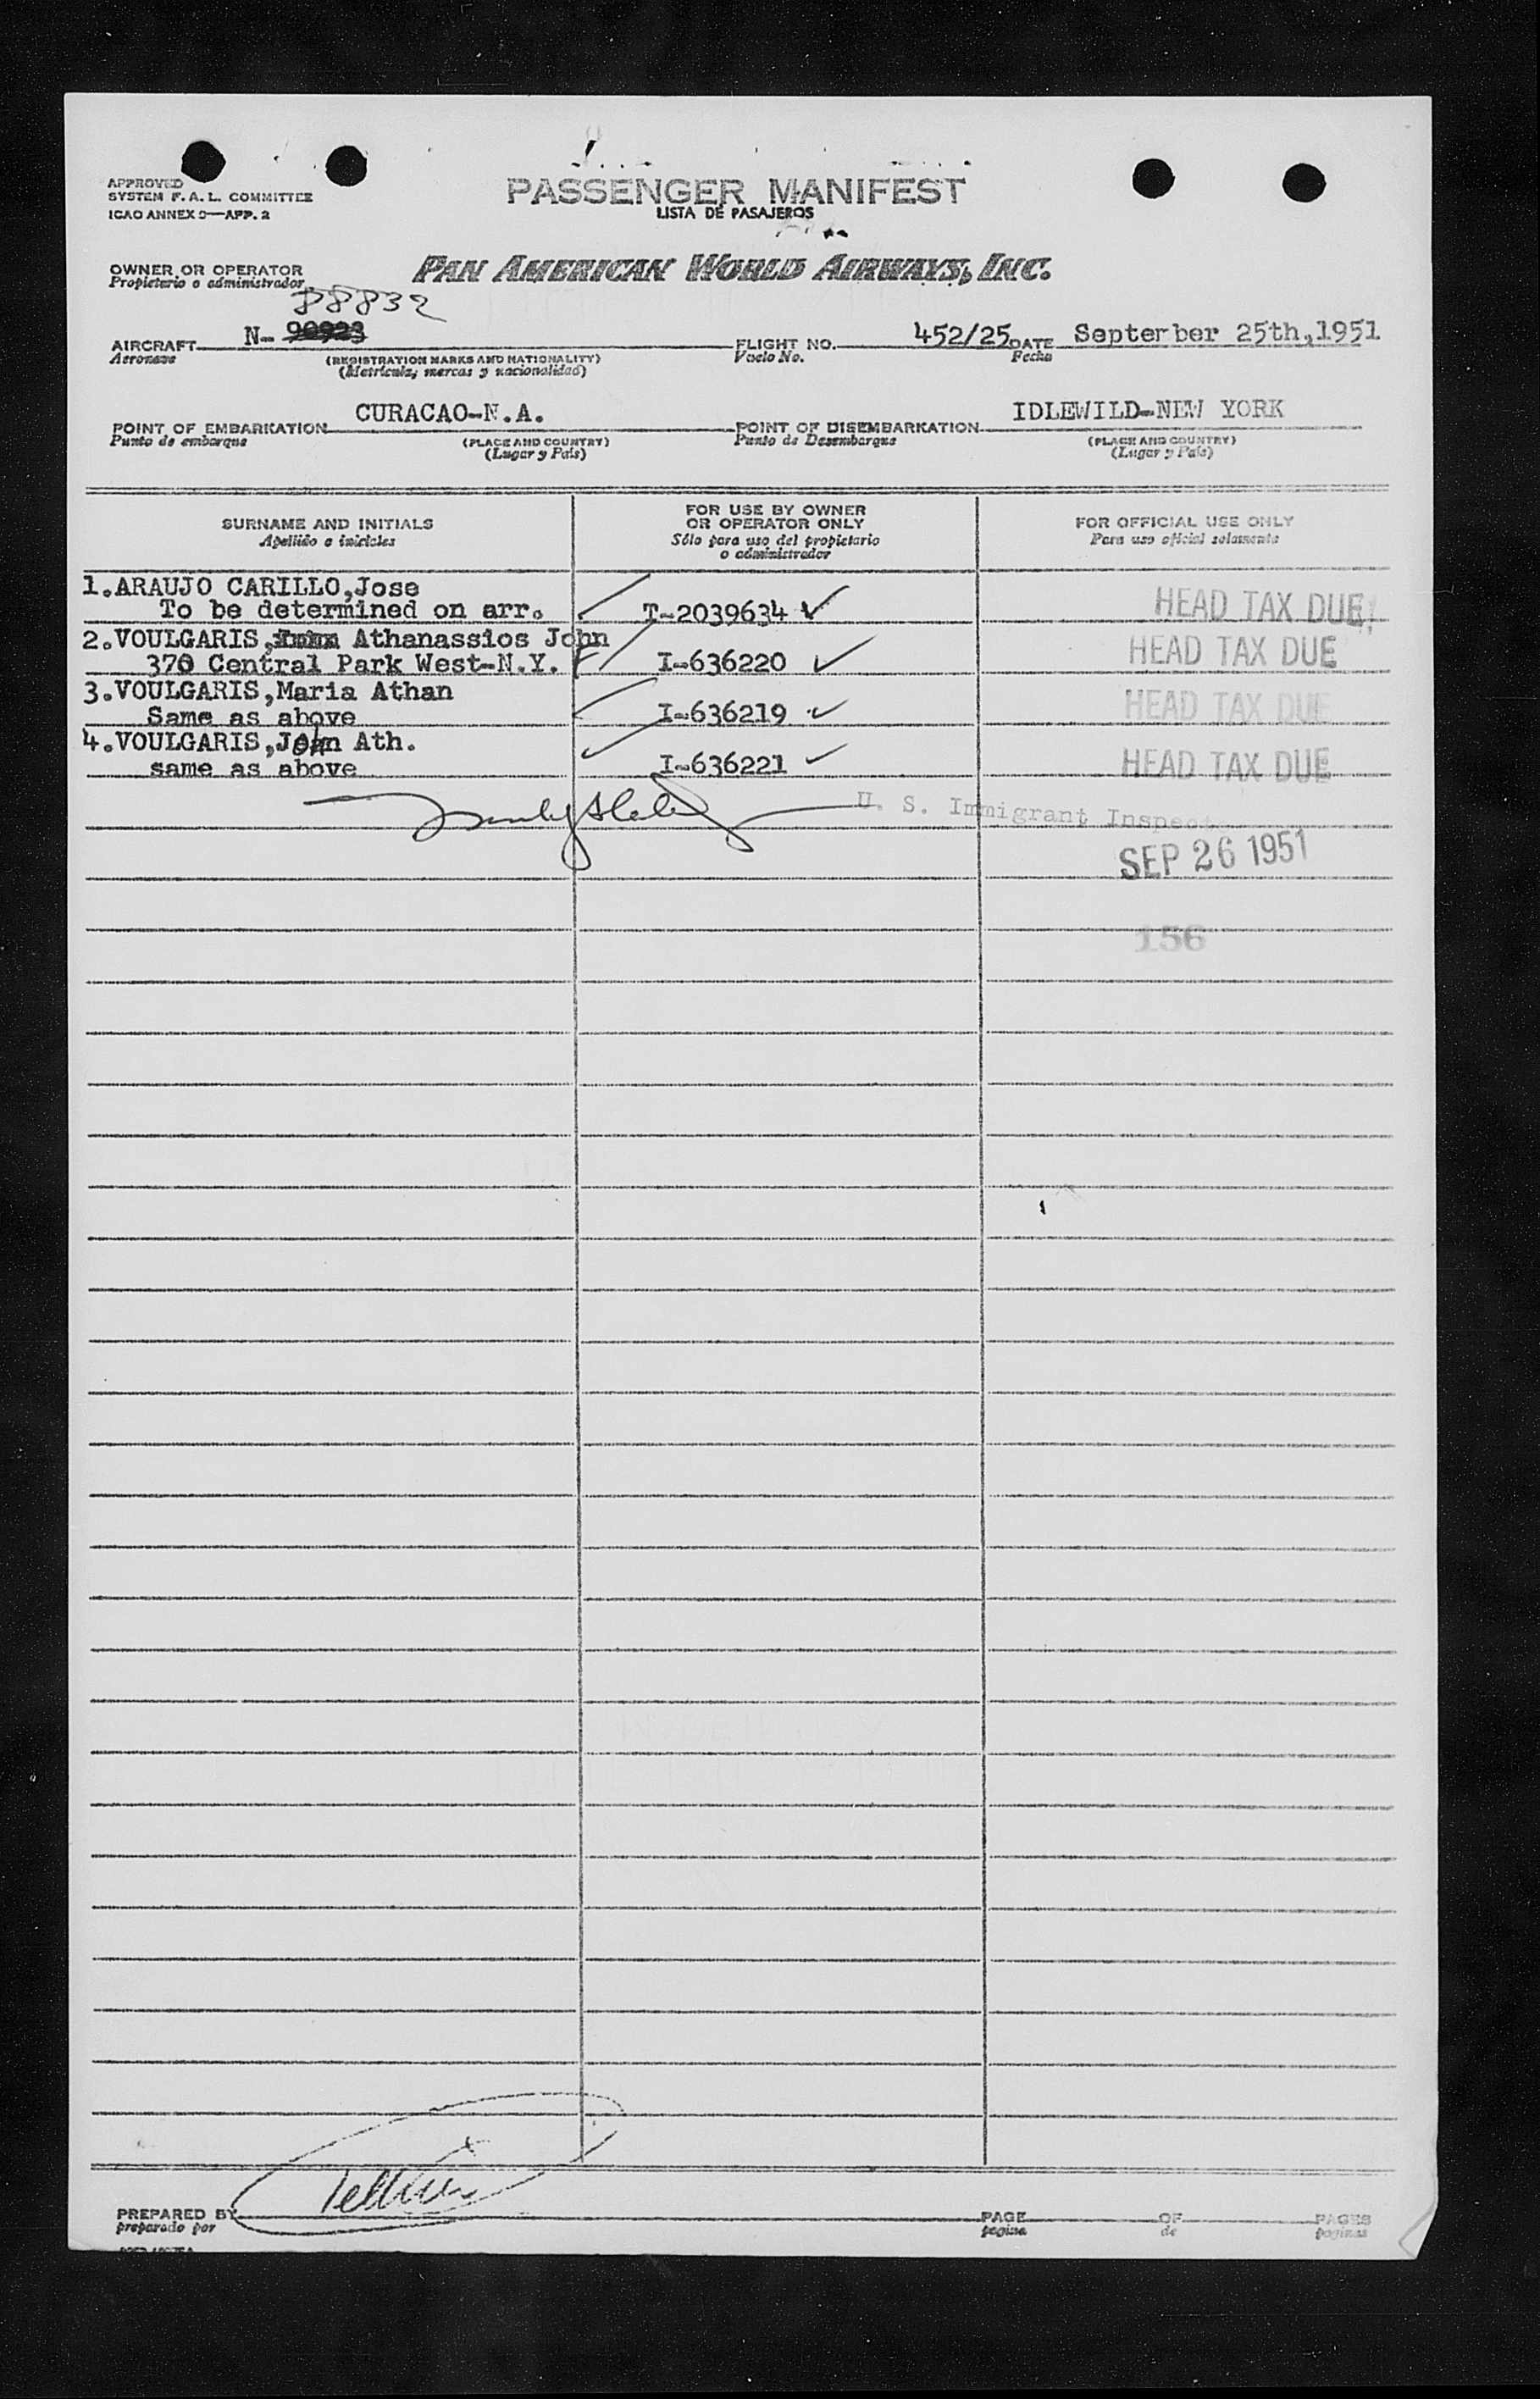 APPROVED
SYSTEM F.A.L. COMMITTEE
ICAO ANNEX 9—APP. 2
PASSENGER MANIFEST
LISTA DE PASAJEROS
OWNER OR OPERATOR
Propietario o administrador
PAN AMERICAN WORLD AIRWAYS, INC.
88832
AIRCRAFT N- 90923
Aeronave
(REGISTRATION MARKS AND NATIONALITY)
(Matrícula, marcas y nacionalidad)
FLIGHT NO. 452/25 DATE September 25th,1951
Vuelo No. Fecha
POINT OF EMBARKATION CURACAO-N.A.
Punto de embarque
(PLACE AND COUNTRY)
(Lugar y País)
POINT OF DISEMBARKATION IDLEWILD-NEW YORK
Punto de Desembarque
(PLACE AND COUNTRY)
(Lugar y País)
SURNAME AND INITIALS
Apellido e iniciales
FOR USE BY OWNER
OR OPERATOR ONLY
Sólo para uso del propietario
o administrador
FOR OFFICIAL USE ONLY
Para uso oficial solamente
1.ARAUJO CARILLO,Jose
To be determined on arr. T-2039634 HEAD TAX DUE
2.VOULGARIS, Athanassios John
370 Central Park West-N.Y. I-636220 HEAD TAX DUE
3.VOULGARIS,Maria Athan
Same as above I-636219 HEAD TAX DUE
4.VOULGARIS,John Ath.
same as above I-636221 HEAD TAX DUE
U. S. Immigrant Inspect
SEP 26 1951
156
PREPARED BY
preparado por
PAGE OF PAGES
pagina de paginas